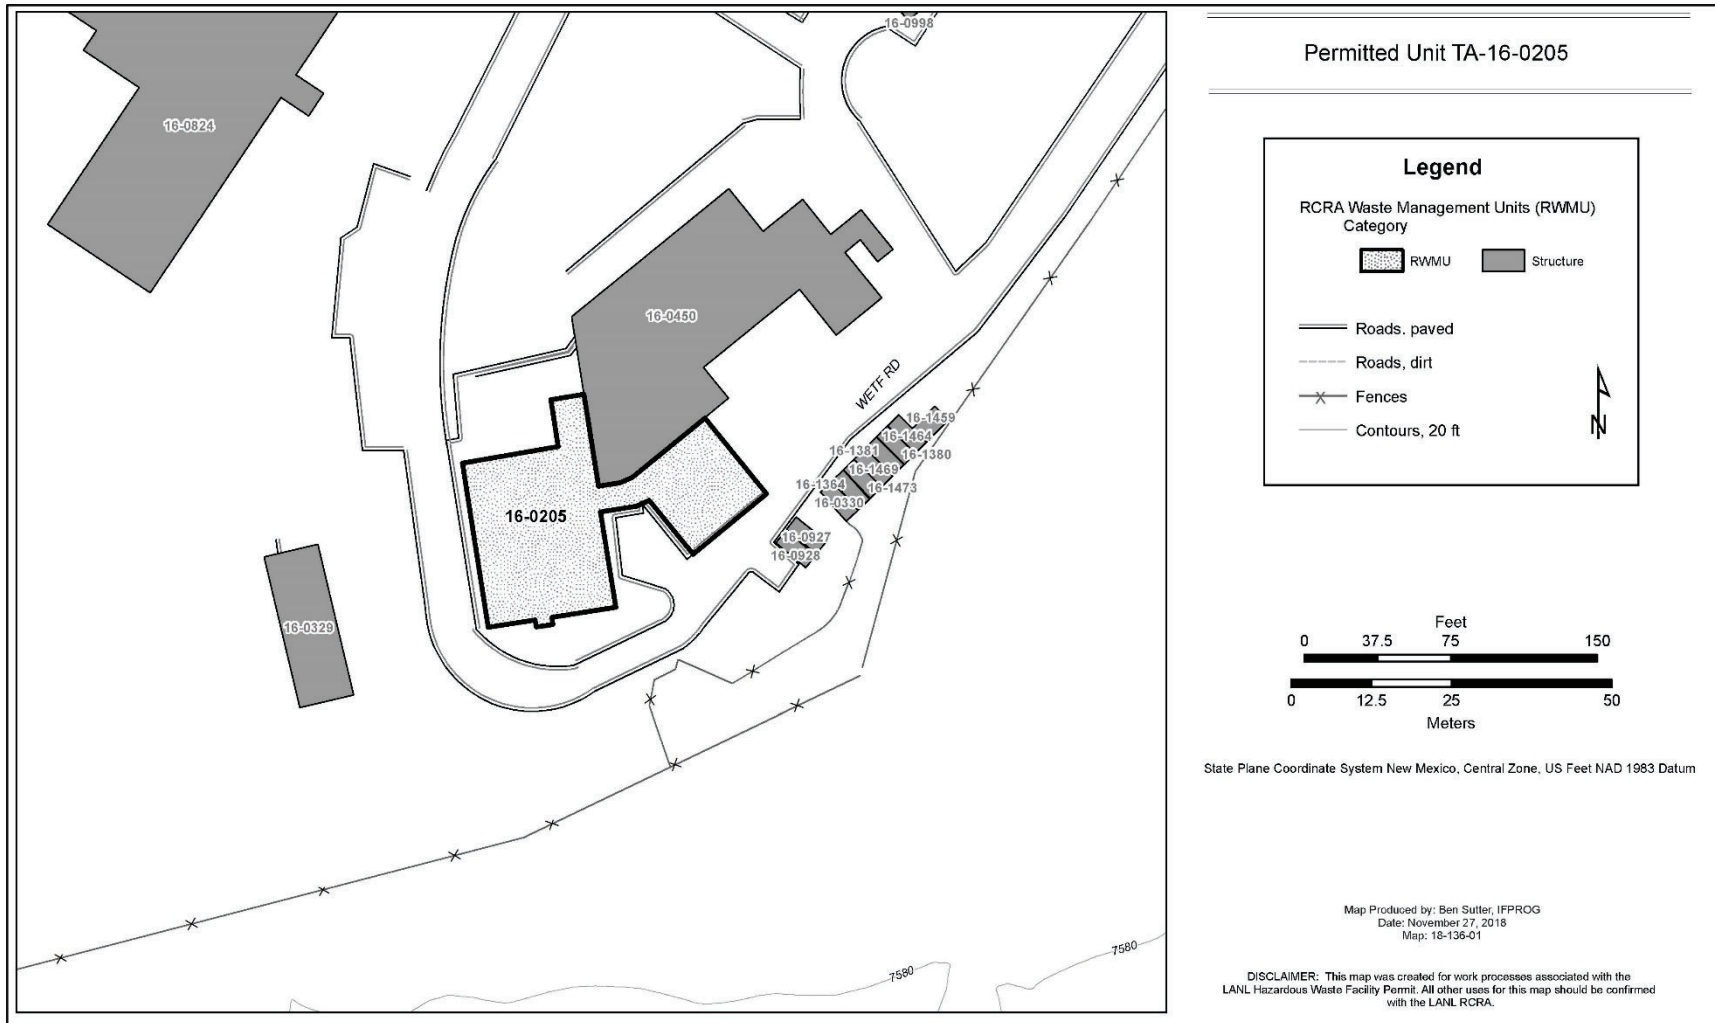 16-0998
Permitted Unit TA-16-0205
16-0824
Legend
RCRA Waste Management Units (RWMU)
Category
RWMU
Structure
16-0450
Roads, paved
Roads, dirt
Fences
Contours, 20 ft
N
WETF RD
16-1459
16-1464
16-1381
16-1380
16-1469
16-1364
16-1473
16-0330
16-0205
16-0927
16-0928
16-0329
Feet
0 37.5 75 150
0 12.5 25 50
Meters
State Plane Coordinate System New Mexico, Central Zone, US Feet NAD 1983 Datum
Map Produced by: Ben Sutter, IFPROG
Date: November 27, 2018
Map: 18-136-01
7580
7580
DISCLAIMER: This map was created for work processes associated with the
LANL Hazardous Waste Facility Permit. All other uses for this map should be confirmed
with the LANL RCRA.